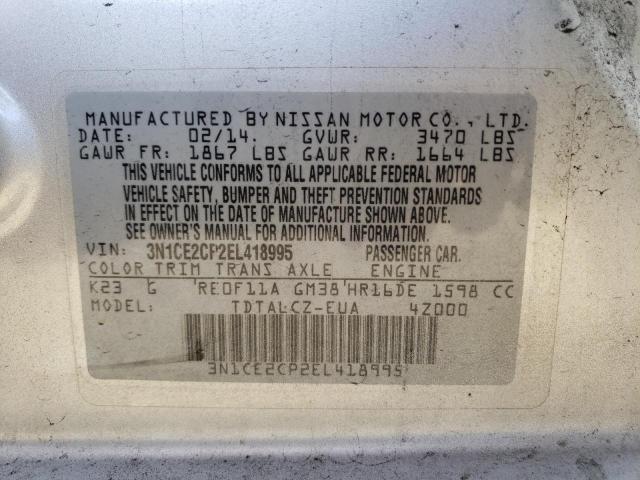 MANUFACTURED BY NISSAN MOTOR CO., LTD.
DATE: 02/14. GVWR: 3470 LBS
GAWR FR: 1867 LBS GAWR RR: 1664 LBS
THIS VEHICLE CONFORMS TO ALL APPLICABLE FEDERAL MOTOR
VEHICLE SAFETY, BUMPER AND THEFT PREVENTION STANDARDS
IN EFFECT ON THE DATE OF MANUFACTURE SHOWN ABOVE.
SEE OWNER'S MANUAL FOR ADDITIONAL INFORMATION.
VIN: 3N1CE2CP2EL418995 PASSENGER CAR.
COLOR TRIM TRANS AXLE ENGINE
K23 G RE0F11A GM38 HR16DE 1598 CC
MODEL: TDTALCZ-EUA 4Z000
3N1CE2CP2EL418995